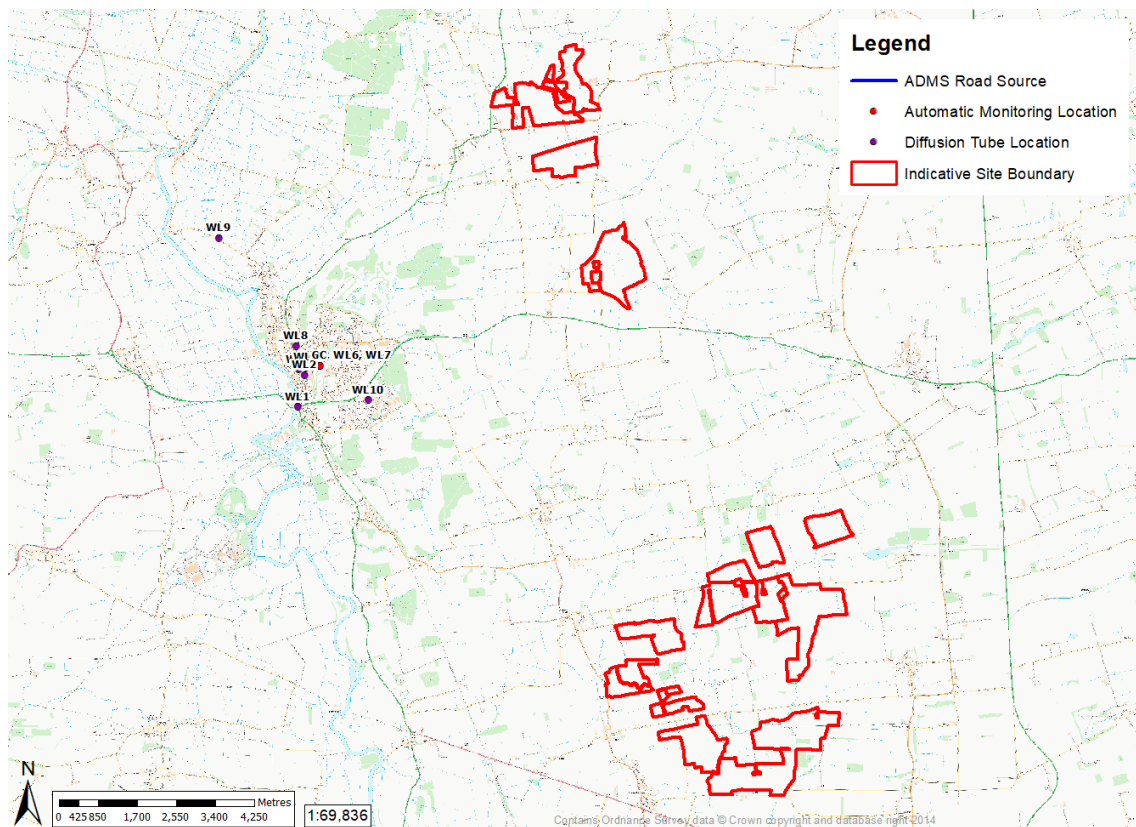 Legend
ADMS Road Source
Automatic Monitoring Location
Diffusion Tube Location
Indicative Site Boundary
WL9
WL8
GC, WL6, WL7
WL2
WL10
WL1
N
Metres
0 425 850 1,700 2,550 3,400 4,250
1:69,836
Contains Ordnance Survey data © Crown copyright and database right 2014